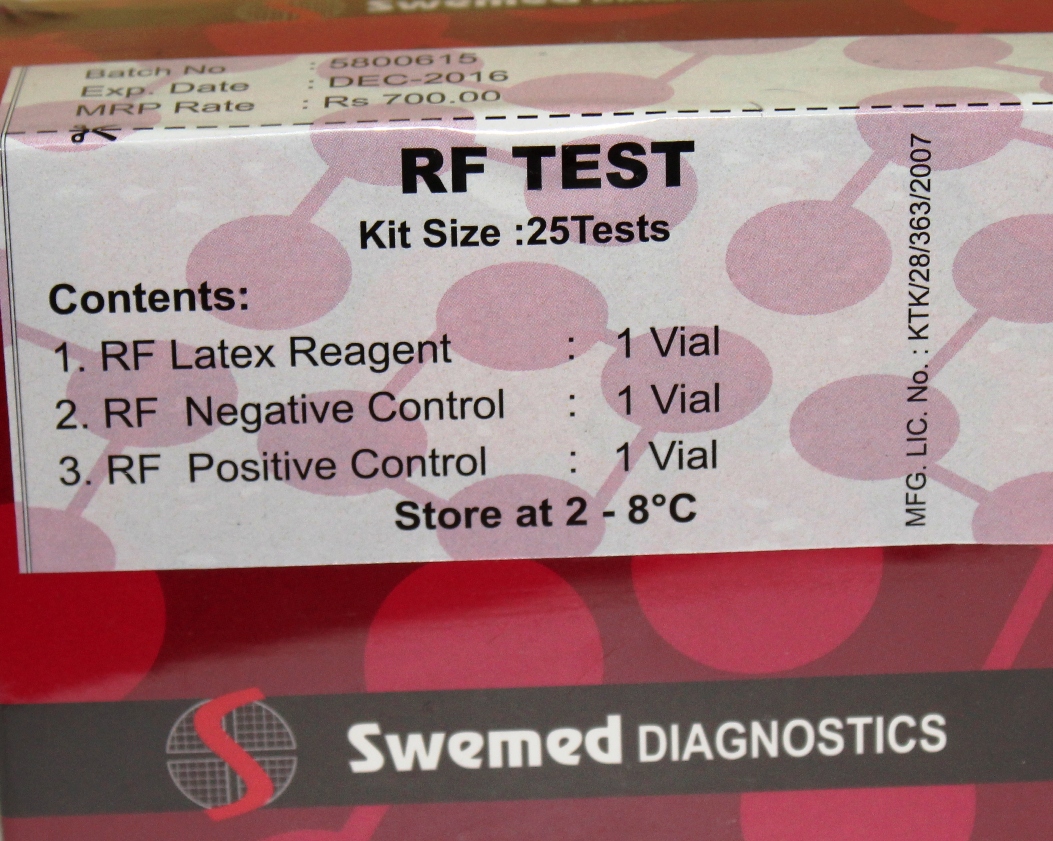 Swemed
Batch No : 5800615
Exp. Date : DEC-2016
MRP Rate : Rs 700.00
RF TEST
Kit Size :25Tests
Contents:
1. RF Latex Reagent : 1 Vial
2. RF Negative Control : 1 Vial
3. RF Positive Control : 1 Vial
Store at 2 - 8°C
MFG. LIC. No. : KTK/28/363/2007
Swemed DIAGNOSTICS